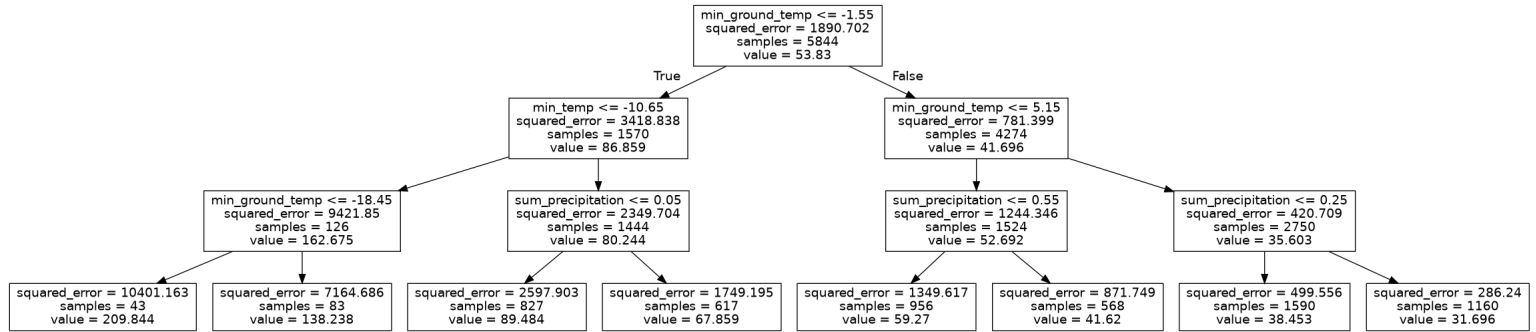 min_ground_temp <= -1.55
squared_error = 1890.702
samples = 5844
value = 53.83
True
False
min_temp <= -10.65
squared_error = 3418.838
samples = 1570
value = 86.859
min_ground_temp <= 5.15
squared_error = 781.399
samples = 4274
value = 41.696
min_ground_temp <= -18.45
squared_error = 9421.85
samples = 126
value = 162.675
sum_precipitation <= 0.05
squared_error = 2349.704
samples = 1444
value = 80.244
sum_precipitation <= 0.55
squared_error = 1244.346
samples = 1524
value = 52.692
sum_precipitation <= 0.25
squared_error = 420.709
samples = 2750
value = 35.603
squared_error = 10401.163
samples = 43
value = 209.844
squared_error = 7164.686
samples = 83
value = 138.238
squared_error = 2597.903
samples = 827
value = 89.484
squared_error = 1749.195
samples = 617
value = 67.859
squared_error = 1349.617
samples = 956
value = 59.27
squared_error = 871.749
samples = 568
value = 41.62
squared_error = 499.556
samples = 1590
value = 38.453
squared_error = 286.24
samples = 1160
value = 31.696